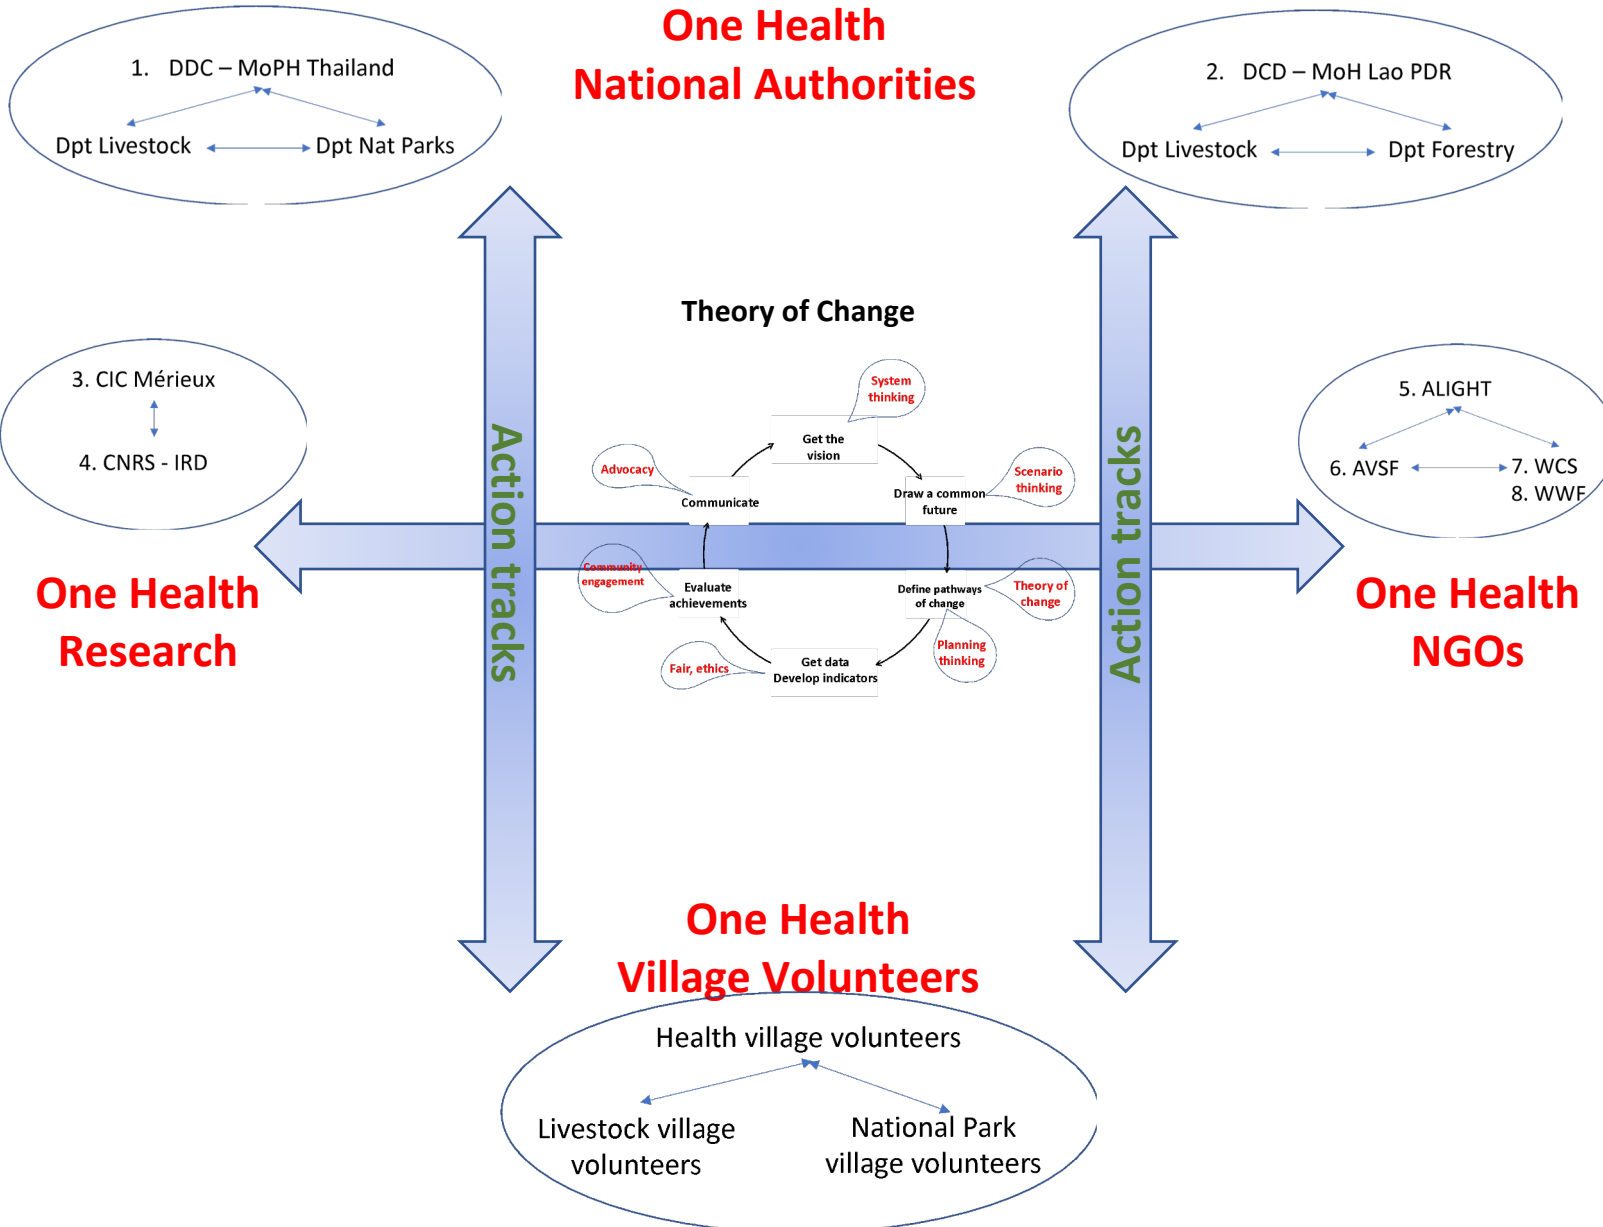 One Health
National Authorities
1. DDC – MoPH Thailand
Dpt Livestock
Dpt Nat Parks
2. DCD – MoH Lao PDR
Dpt Livestock
Dpt Forestry
Theory of Change
3. CIC Mérieux
4. CNRS - IRD
One Health
Research
Action tracks
System
thinking
Get the
vision
Advocacy
Communicate
Scenario
thinking
Draw a common
future
Community
engagement
Evaluate
achievements
Define pathways
of change
Theory of
change
Planning
thinking
Fair, ethics
Get data
Develop indicators
Action tracks
5. ALIGHT
6. AVSF
7. WCS
8. WWF
One Health
NGOs
One Health
Village Volunteers
Health village volunteers
Livestock village
volunteers
National Park
village volunteers